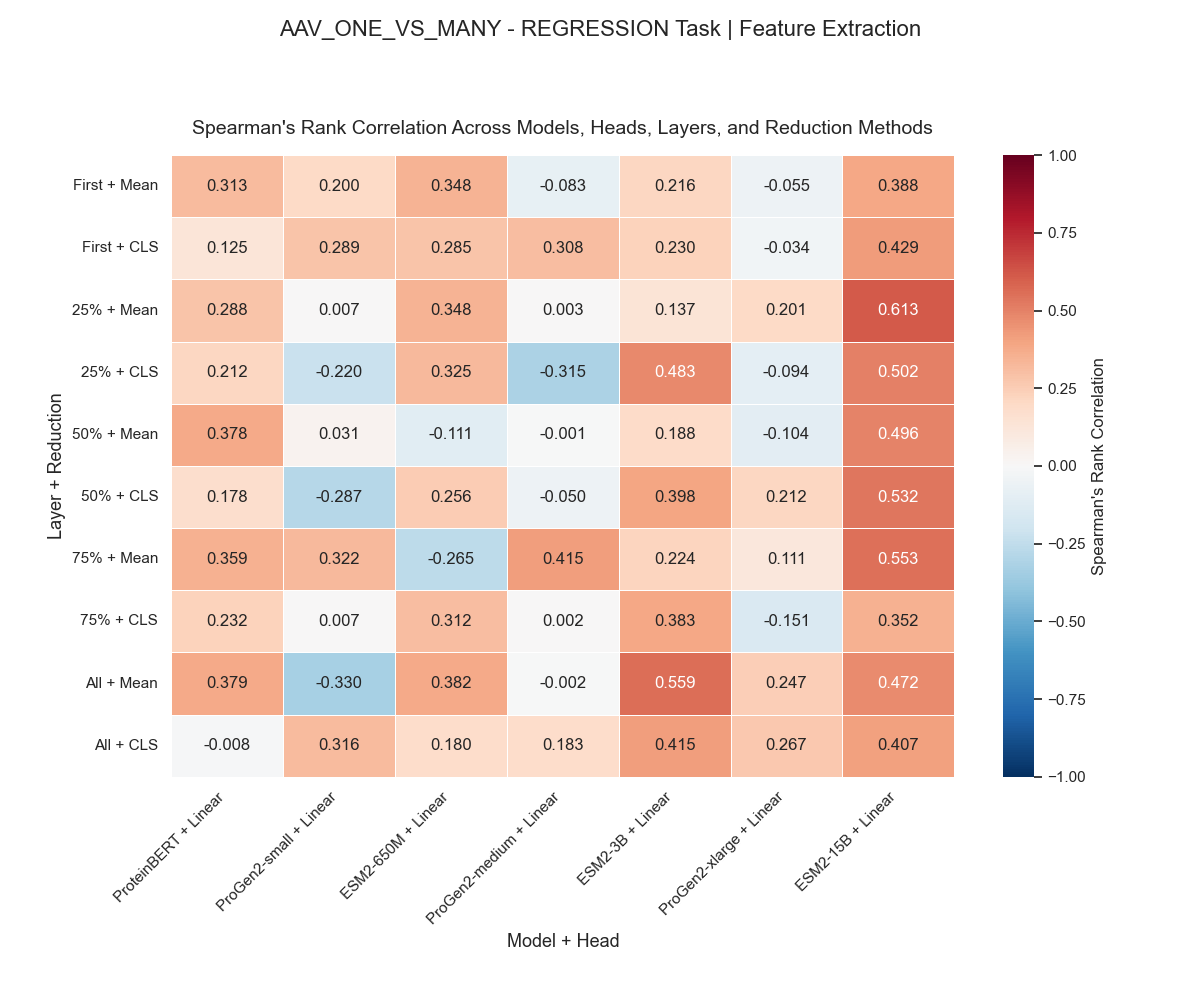 AAV_ONE_VS_MANY - REGRESSION Task | Feature Extraction
Spearman's Rank Correlation Across Models, Heads, Layers, and Reduction Methods
Layer + Reduction
First + Mean 0.313 0.200 0.348 -0.083 0.216 -0.055 0.388
First + CLS 0.125 0.289 0.285 0.308 0.230 -0.034 0.429
25% + Mean 0.288 0.007 0.348 0.003 0.137 0.201 0.613
25% + CLS 0.212 -0.220 0.325 -0.315 0.483 -0.094 0.502
50% + Mean 0.378 0.031 -0.111 -0.001 0.188 -0.104 0.496
50% + CLS 0.178 -0.287 0.256 -0.050 0.398 0.212 0.532
75% + Mean 0.359 0.322 -0.265 0.415 0.224 0.111 0.553
75% + CLS 0.232 0.007 0.312 0.002 0.383 -0.151 0.352
All + Mean 0.379 -0.330 0.382 -0.002 0.559 0.247 0.472
All + CLS -0.008 0.316 0.180 0.183 0.415 0.267 0.407
ProteinBERT + Linear
ProGen2-small + Linear
ESM2-650M + Linear
ProGen2-medium + Linear
ESM2-3B + Linear
ProGen2-xlarge + Linear
ESM2-15B + Linear
Model + Head
1.00
0.75
0.50
0.25
0.00
−0.25
−0.50
−0.75
−1.00
Spearman's Rank Correlation